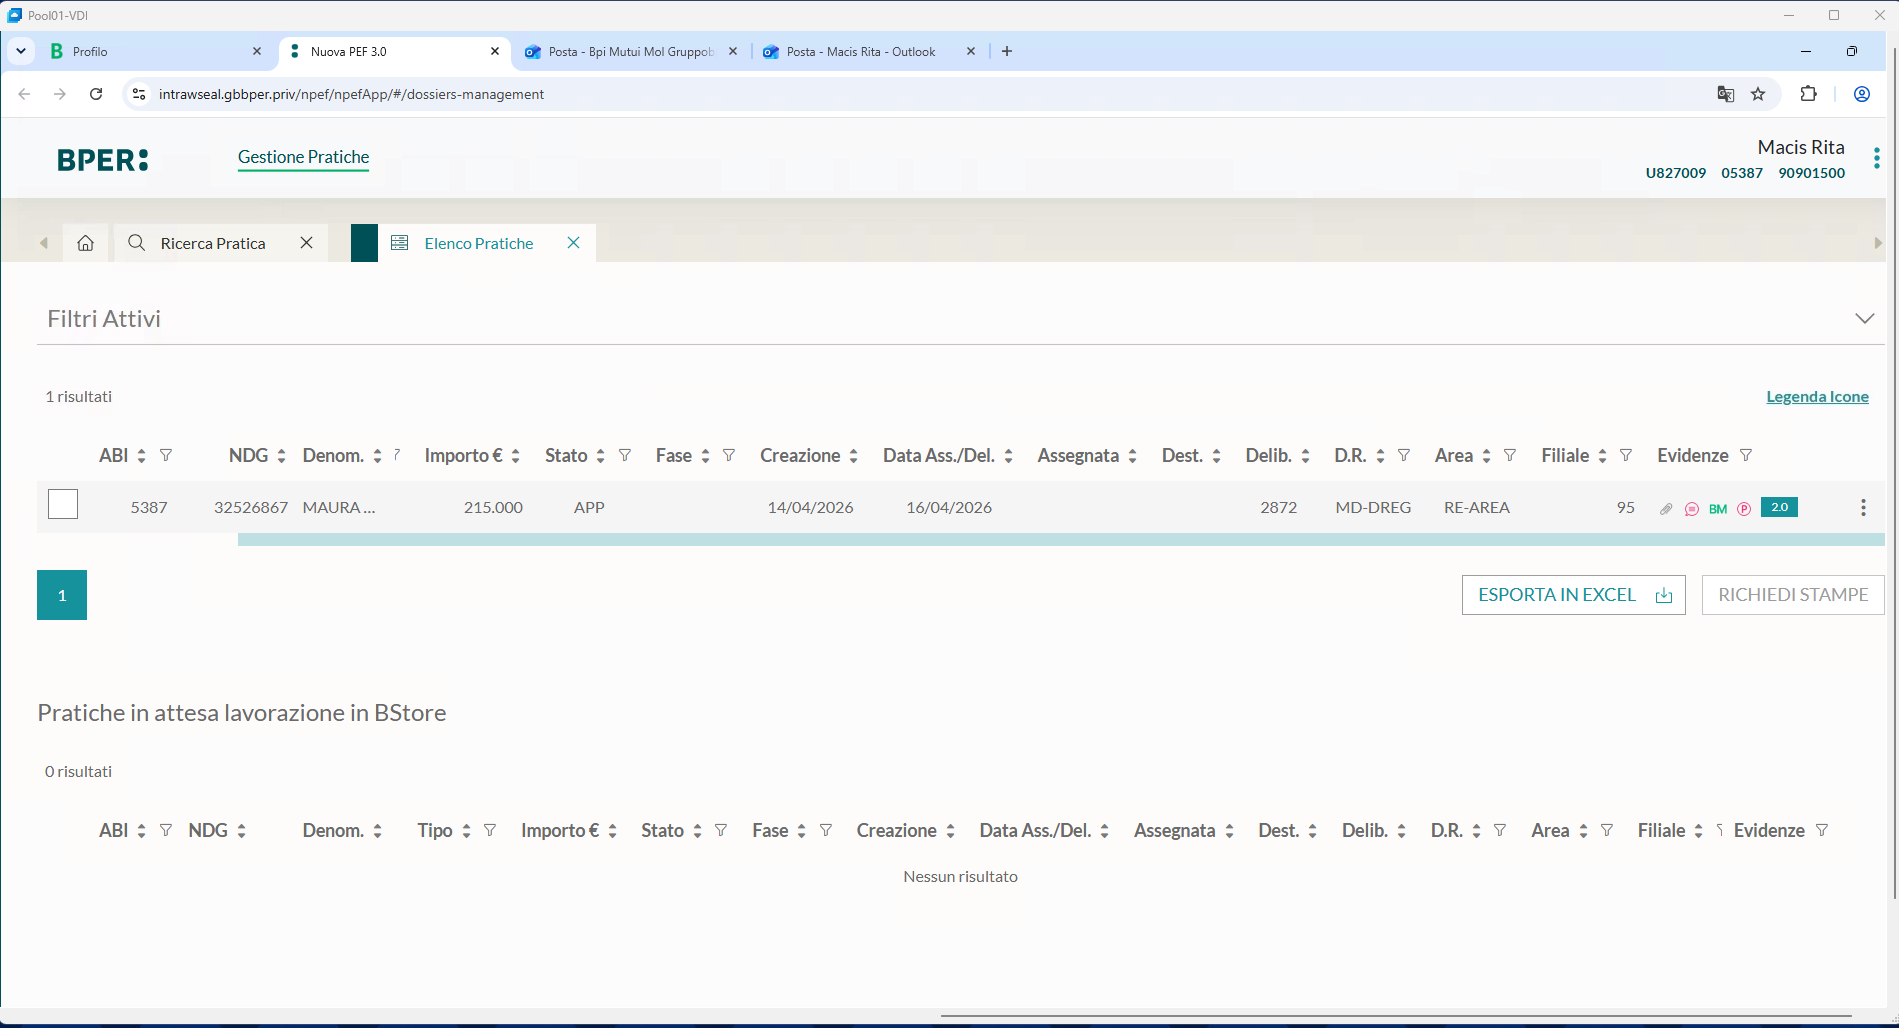 Pool01-VDI
Profilo
Nuova PEF 3.0
Posta - Bpi Mutui Mol Gruppob
Posta - Macis Rita - Outlook
intrawseal.gbbper.priv/npef/npefApp/#/dossiers-management
BPER:
Gestione Pratiche
Macis Rita
U827009 05387 90901500
Ricerca Pratica
Elenco Pratiche
Filtri Attivi
1 risultati
Legenda Icone
ABI NDG Denom. Importo € Stato Fase Creazione Data Ass./Del. Assegnata Dest. Delib. D.R. Area Filiale Evidenze
5387 32526867 MAURA ... 215.000 APP 14/04/2026 16/04/2026 2872 MD-DREG RE-AREA 95 BM P 2.0
1
ESPORTA IN EXCEL
RICHIEDI STAMPE
Pratiche in attesa lavorazione in BStore
0 risultati
ABI NDG Denom. Tipo Importo € Stato Fase Creazione Data Ass./Del. Assegnata Dest. Delib. D.R. Area Filiale Evidenze
Nessun risultato